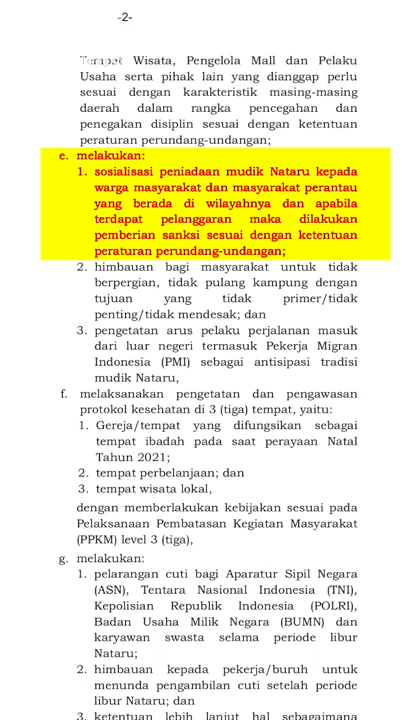 -2-
Tempat Wisata, Pengelola Mall dan Pelaku
Usaha serta pihak lain yang dianggap perlu
sesuai dengan karakteristik masing-masing
daerah dalam rangka pencegahan dan
penegakan disiplin sesuai dengan ketentuan
peraturan perundang-undangan;
e. melakukan:
1. sosialisasi peniadaan mudik Nataru kepada
warga masyarakat dan masyarakat perantau
yang berada di wilayahnya dan apabila
terdapat pelanggaran maka dilakukan
pemberian sanksi sesuai dengan ketentuan
peraturan perundang-undangan;
2. himbauan bagi masyarakat untuk tidak
berpergian, tidak pulang kampung dengan
tujuan yang tidak primer/tidak
penting/tidak mendesak; dan
3. pengetatan arus pelaku perjalanan masuk
dari luar negeri termasuk Pekerja Migran
Indonesia (PMI) sebagai antisipasi tradisi
mudik Nataru,
f. melaksanakan pengetatan dan pengawasan
protokol kesehatan di 3 (tiga) tempat, yaitu:
1. Gereja/tempat yang difungsikan sebagai
tempat ibadah pada saat perayaan Natal
Tahun 2021;
2. tempat perbelanjaan; dan
3. tempat wisata lokal,
dengan memberlakukan kebijakan sesuai pada
Pelaksanaan Pembatasan Kegiatan Masyarakat
(PPKM) level 3 (tiga),
g. melakukan:
1. pelarangan cuti bagi Aparatur Sipil Negara
(ASN), Tentara Nasional Indonesia (TNI),
Kepolisian Republik Indonesia (POLRI),
Badan Usaha Milik Negara (BUMN) dan
karyawan swasta selama periode libur
Nataru;
2. himbauan kepada pekerja/buruh untuk
menunda pengambilan cuti setelah periode
libur Nataru; dan
3. ketentuan lebih lanjut hal sebagaimana